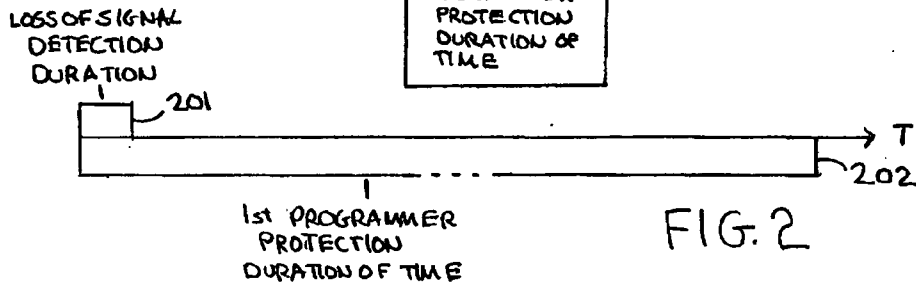 PROTECTION
DURATION OF
TIME
LOSS OF SIGNAL
DETECTION
DURATION
201
T
202
1st PROGRAMMER
PROTECTION
DURATION OF TIME
FIG. 2